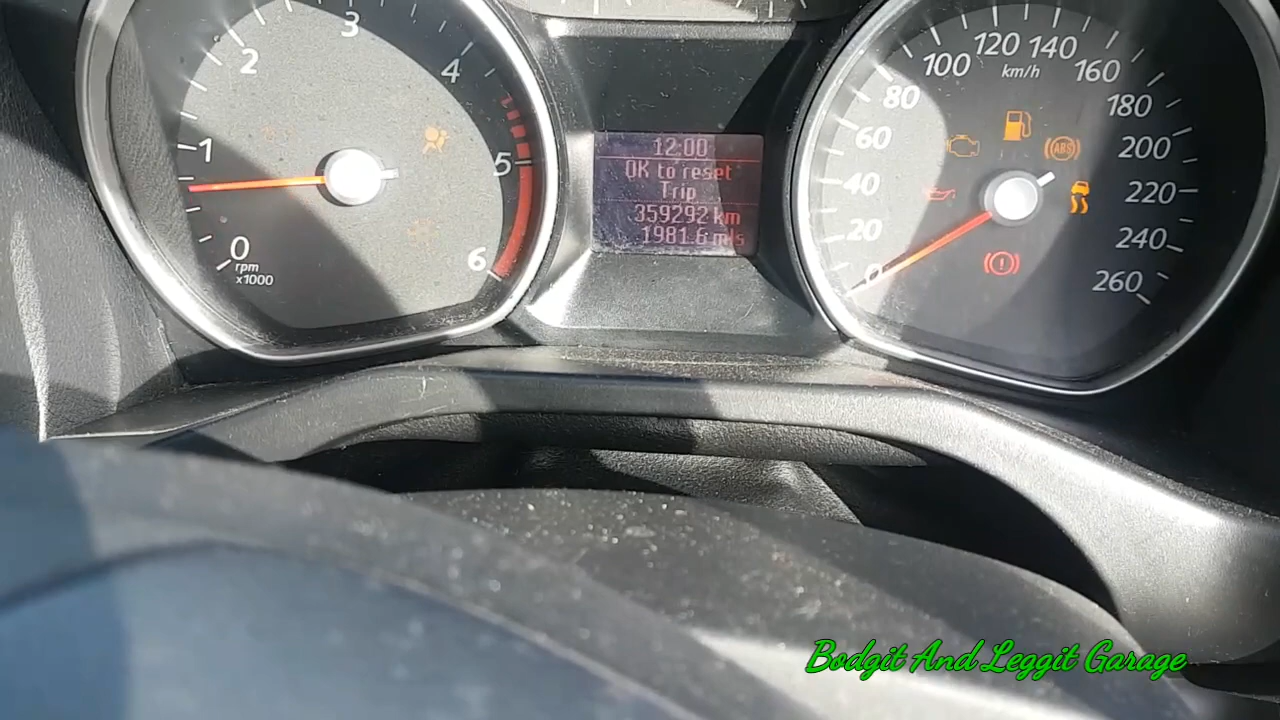 0
1
2
3
4
5
6
rpm
x1000
12:00
OK to reset
Trip
359292 km
1981.6 mls
0
20
40
60
80
100
120
140
160
180
200
220
240
260
km/h
ABS
Bodgit And Leggit Garage